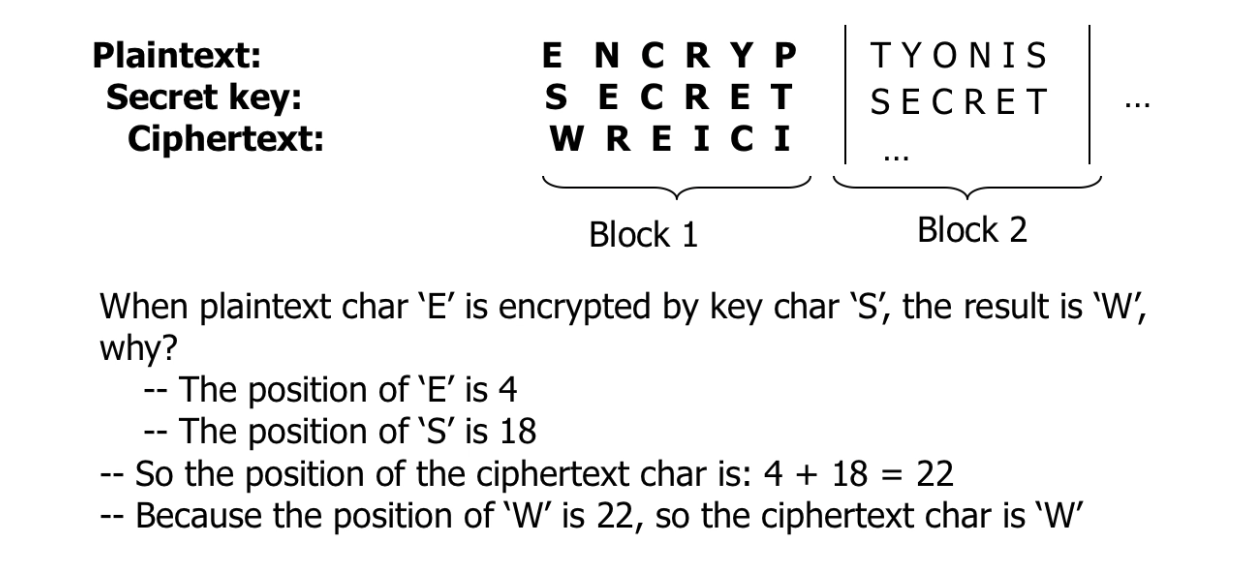 Plaintext: E N C R Y P T Y O N I S
Secret key: S E C R E T S E C R E T ...
Ciphertext: W R E I C I ...
Block 1 Block 2
When plaintext char ‘E’ is encrypted by key char ‘S’, the result is ‘W’,
why?
-- The position of ‘E’ is 4
-- The position of ‘S’ is 18
-- So the position of the ciphertext char is: 4 + 18 = 22
-- Because the position of ‘W’ is 22, so the ciphertext char is ‘W’